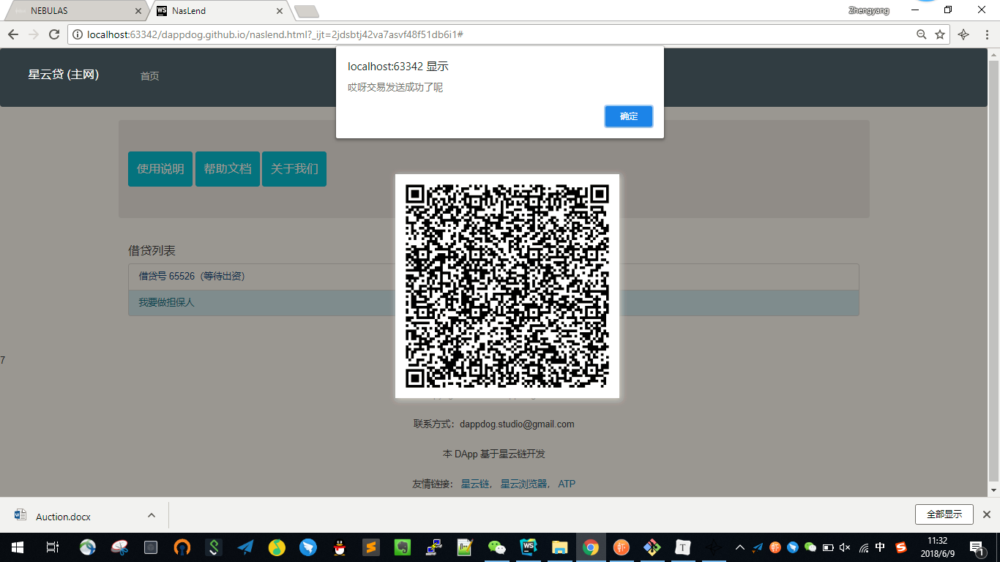 NEBULAS
NasLend
Zhengyang
localhost:63342/dappdog.github.io/naslend.html?_ijt=2jdsbtj42va7asvf48f51db6i1#
星云贷 (主网)
首页
localhost:63342 显示
哎呀交易发送成功了呢
确定
使用说明
帮助文档
关于我们
借贷列表
借贷号 65526（等待出资）
我要做担保人
7
联系方式：dappdog.studio@gmail.com
本 DApp 基于星云链开发
友情链接： 星云链， 星云浏览器， ATP
Auction.docx
全部显示
中
11:32
2018/6/9